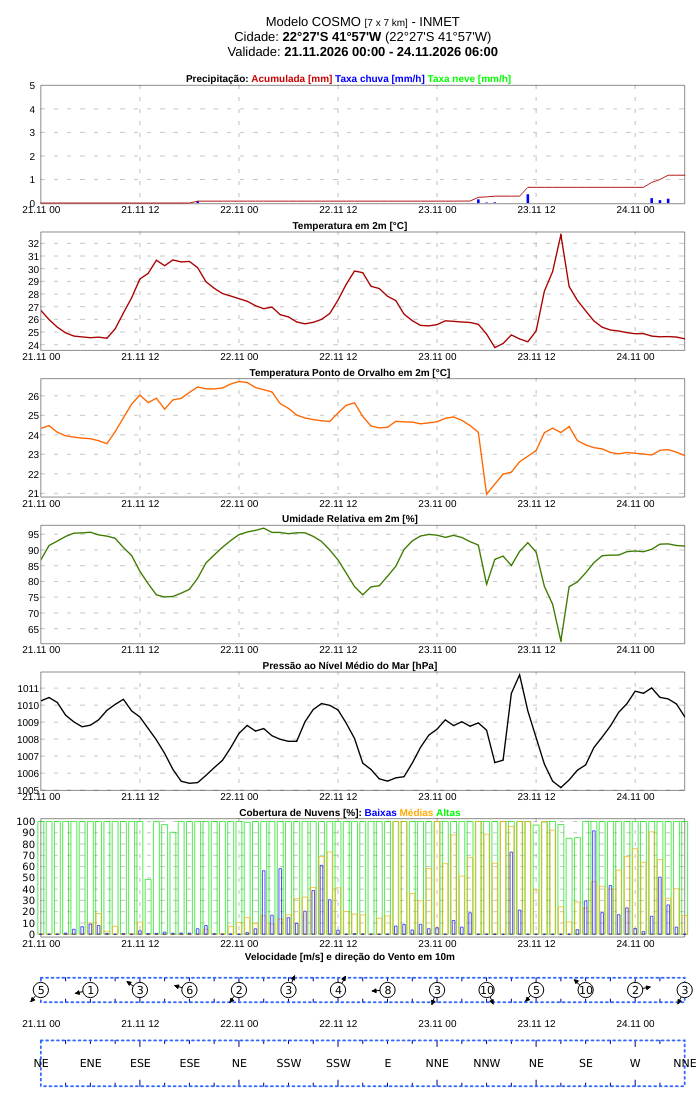 Modelo COSMO [7 x 7 km] - INMET
Cidade: 22°27'S 41°57'W (22°27'S 41°57'W)
Validade: 21.11.2026 00:00 - 24.11.2026 06:00
Precipitação: Acumulada [mm] Taxa chuva [mm/h] Taxa neve [mm/h]
5
4
3
2
1
0
21.11 00 21.11 12 22.11 00 22.11 12 23.11 00 23.11 12 24.11 00
Temperatura em 2m [°C]
32
31
30
29
28
27
26
25
24
21.11 00 21.11 12 22.11 00 22.11 12 23.11 00 23.11 12 24.11 00
Temperatura Ponto de Orvalho em 2m [°C]
26
25
24
23
22
21
21.11 00 21.11 12 22.11 00 22.11 12 23.11 00 23.11 12 24.11 00
Umidade Relativa em 2m [%]
95
90
85
80
75
70
65
21.11 00 21.11 12 22.11 00 22.11 12 23.11 00 23.11 12 24.11 00
Pressão ao Nível Médio do Mar [hPa]
1011
1010
1009
1008
1007
1006
1005
21.11 00 21.11 12 22.11 00 22.11 12 23.11 00 23.11 12 24.11 00
Cobertura de Nuvens [%]: Baixas Médias Altas
100
90
80
70
60
50
40
30
20
10
0
21.11 00 21.11 12 22.11 00 22.11 12 23.11 00 23.11 12 24.11 00
Velocidade [m/s] e direção do Vento em 10m
5 1 3 6 2 3 4 8 3 10 5 10 2 3
21.11 00 21.11 12 22.11 00 22.11 12 23.11 00 23.11 12 24.11 00
NE ENE ESE ESE NE SSW SSW E NNE NNW NE SE W NNE